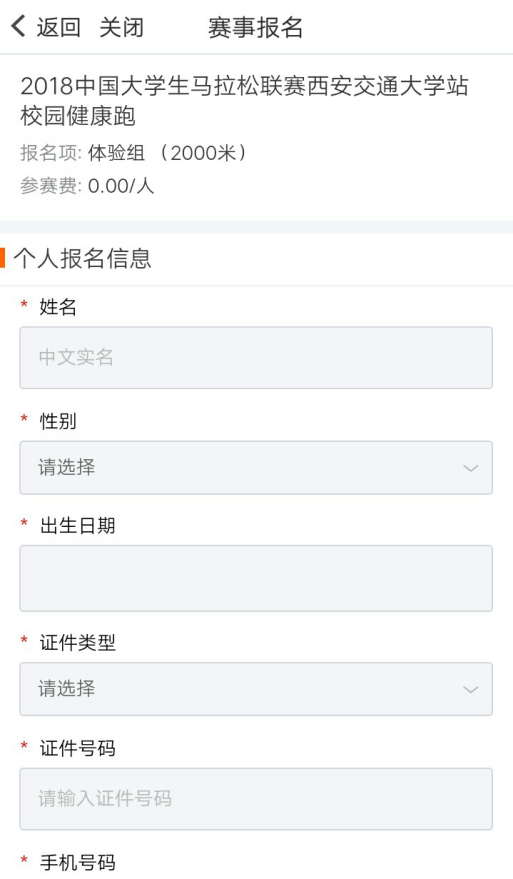 返回 关闭 赛事报名
2018中国大学生马拉松联赛西安交通大学站
校园健康跑
报名项: 体验组 （2000米）
参赛费: 0.00/人
个人报名信息
* 姓名
中文实名
* 性别
请选择
* 出生日期
* 证件类型
请选择
* 证件号码
请输入证件号码
* 手机号码